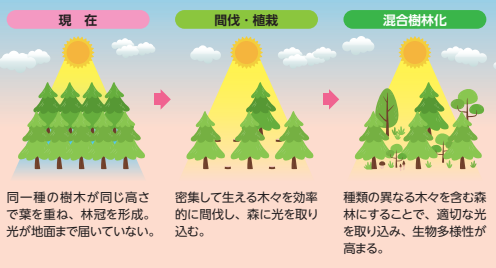 現 在
同一種の樹木が同じ高さ
で葉を重ね、林冠を形成。
光が地面まで届いていない。
間伐・植栽
密集して生える木々を効率
的に間伐し、森に光を取り
込む。
混合樹林化
種類の異なる木々を含む森
林にすることで、適切な光
を取り込み、生物多様性が
高まる。